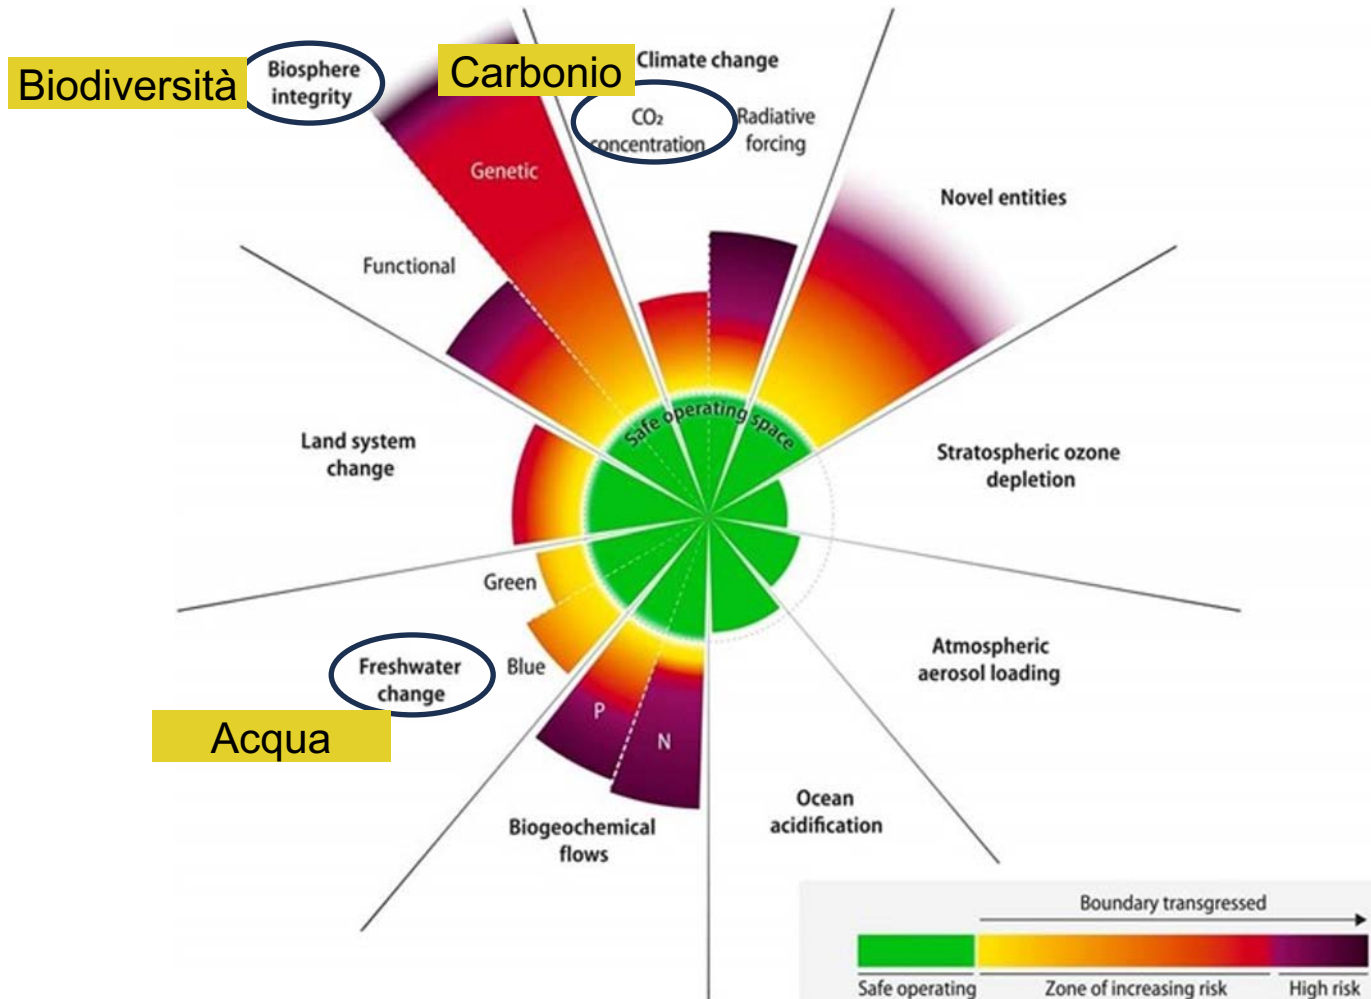 Biodiversità
Biosphere
integrity
Carbonio
Climate change
CO₂
concentration
Radiative
forcing
Genetic
Novel entities
Functional
Safe operating space
Land system
change
Stratospheric ozone
depletion
Green
Blue
Freshwater
change
Acqua
Atmospheric
aerosol loading
P
N
Biogeochemical
flows
Ocean
acidification
Boundary transgressed
Safe operating
Zone of increasing risk
High risk